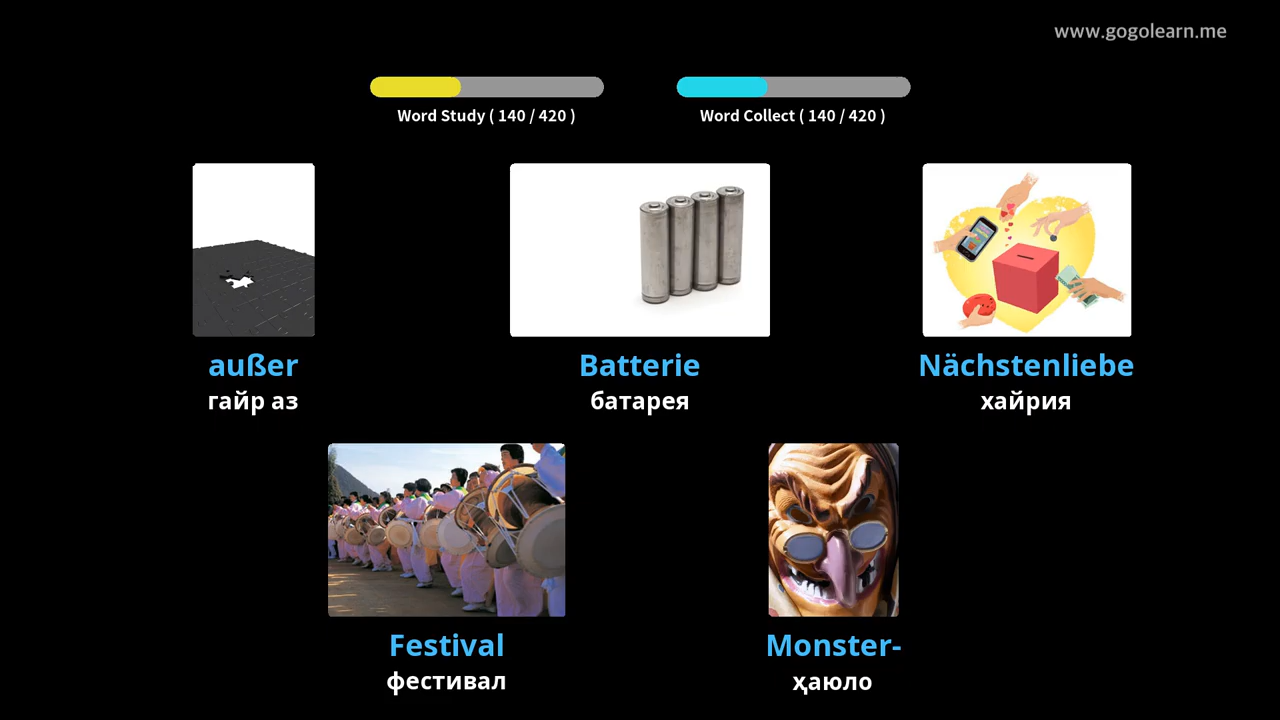 www.gogolearn.me
Word Study ( 140 / 420 )
Word Collect ( 140 / 420 )
außer
гайр аз
Batterie
батарея
Nächstenliebe
хайрия
Festival
фестивал
Monster-
ҳаюло